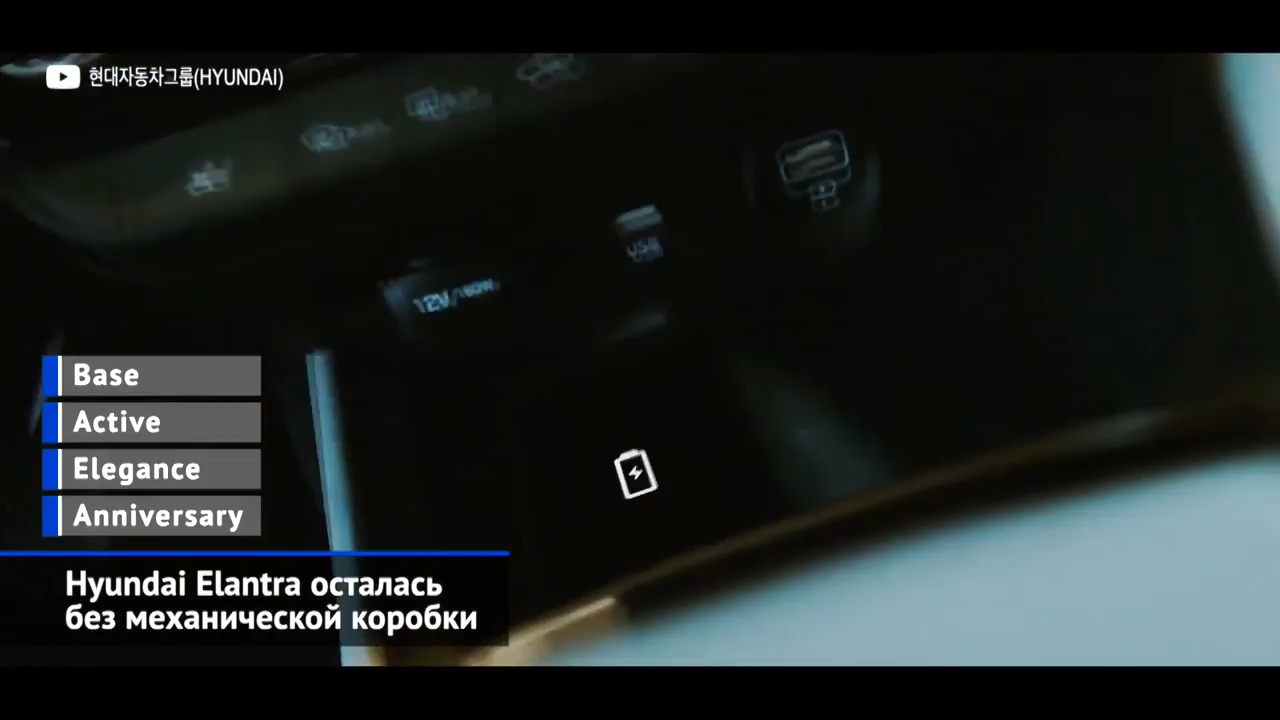 현대자동차그룹(HYUNDAI)
12V/180W
USB
Base
Active
Elegance
Anniversary
Hyundai Elantra осталась
без механической коробки